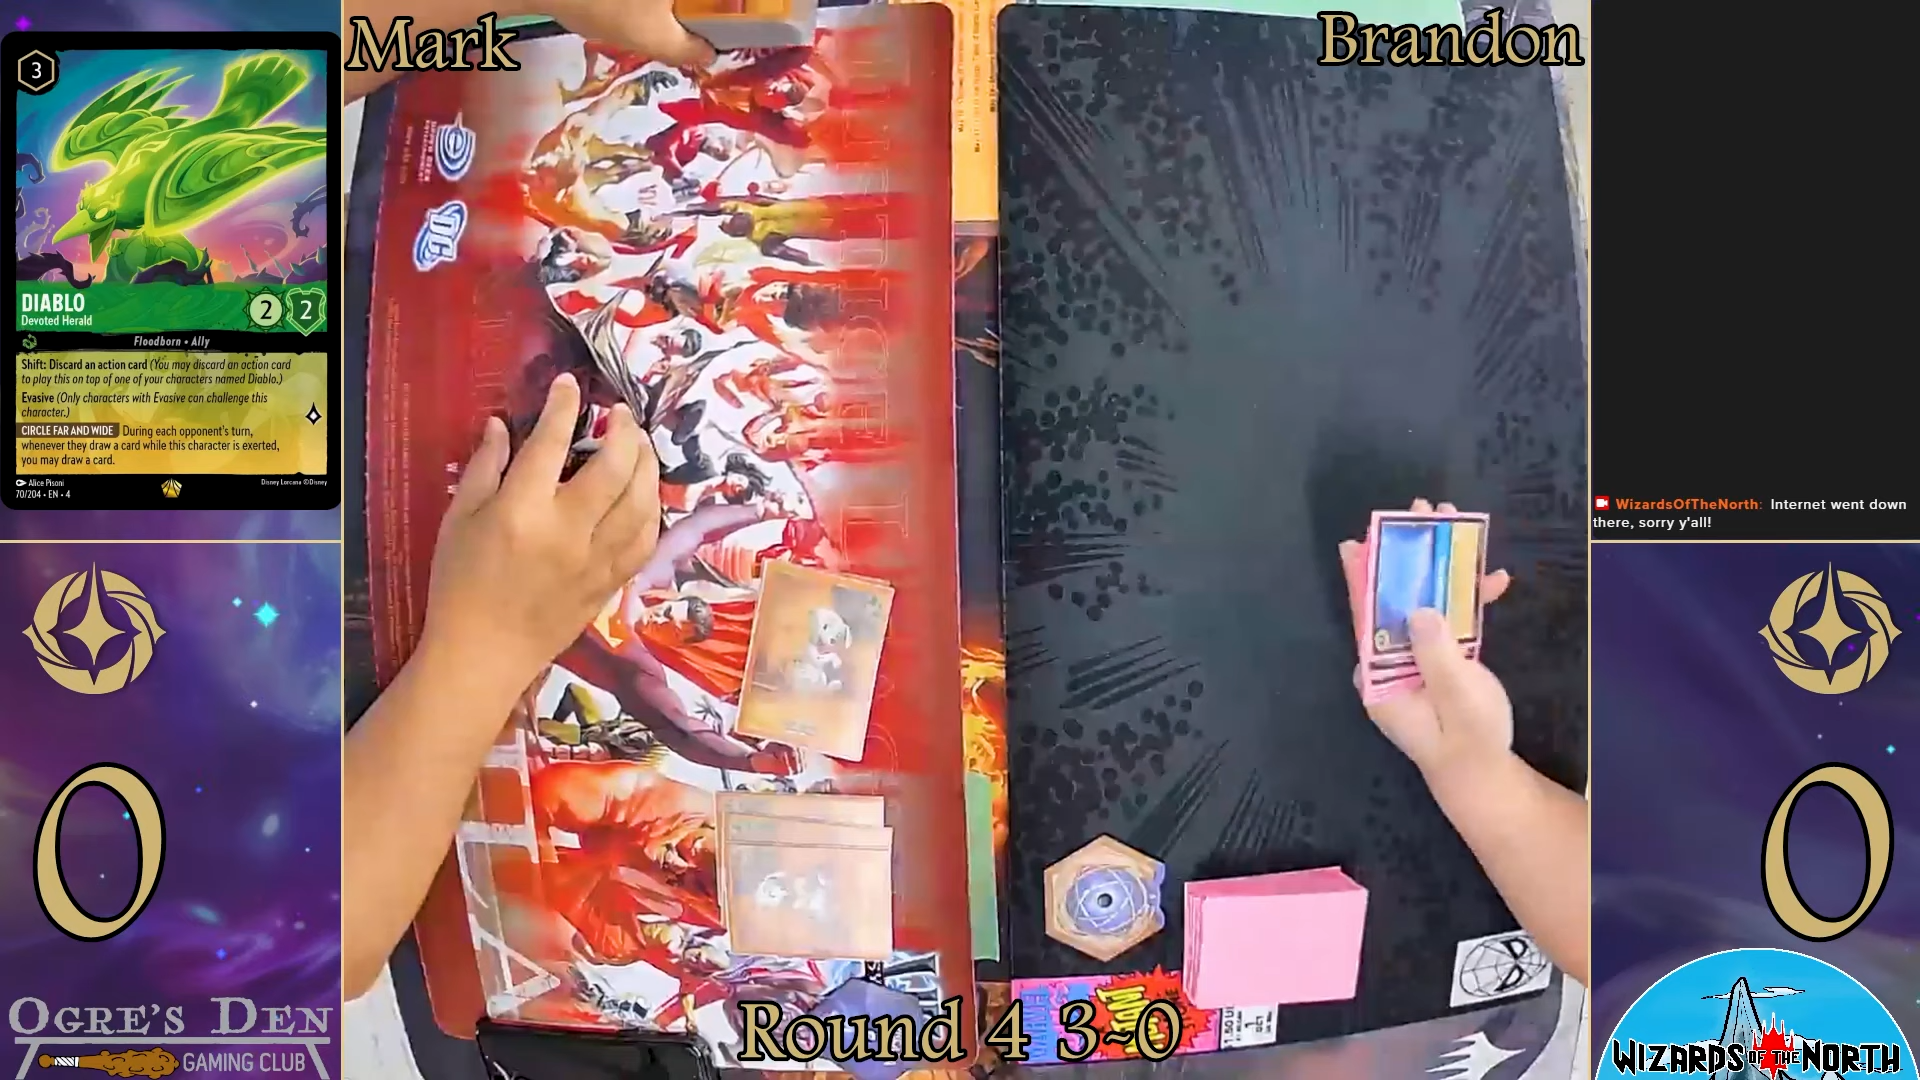 Mark
Brandon
3
DIABLO
Devoted Herald
2
2
Floodborn • Ally
Shift: Discard an action card (You may discard an action card
to play this on top of one of your characters named Diablo.)
Evasive (Only characters with Evasive can challenge this
character.)
CIRCLE FAR AND WIDE During each opponent's turn,
whenever they draw a card while this character is exerted,
you may draw a card.
Alice Pisoni
70/204 • EN • 4
Disney Lorcana ©Disney
DC
WizardsOfTheNorth: Internet went down
there, sorry y'all!
0
0
OGRE'S DEN
GAMING CLUB
Round 4 3-0
WIZARDS OF THE NORTH